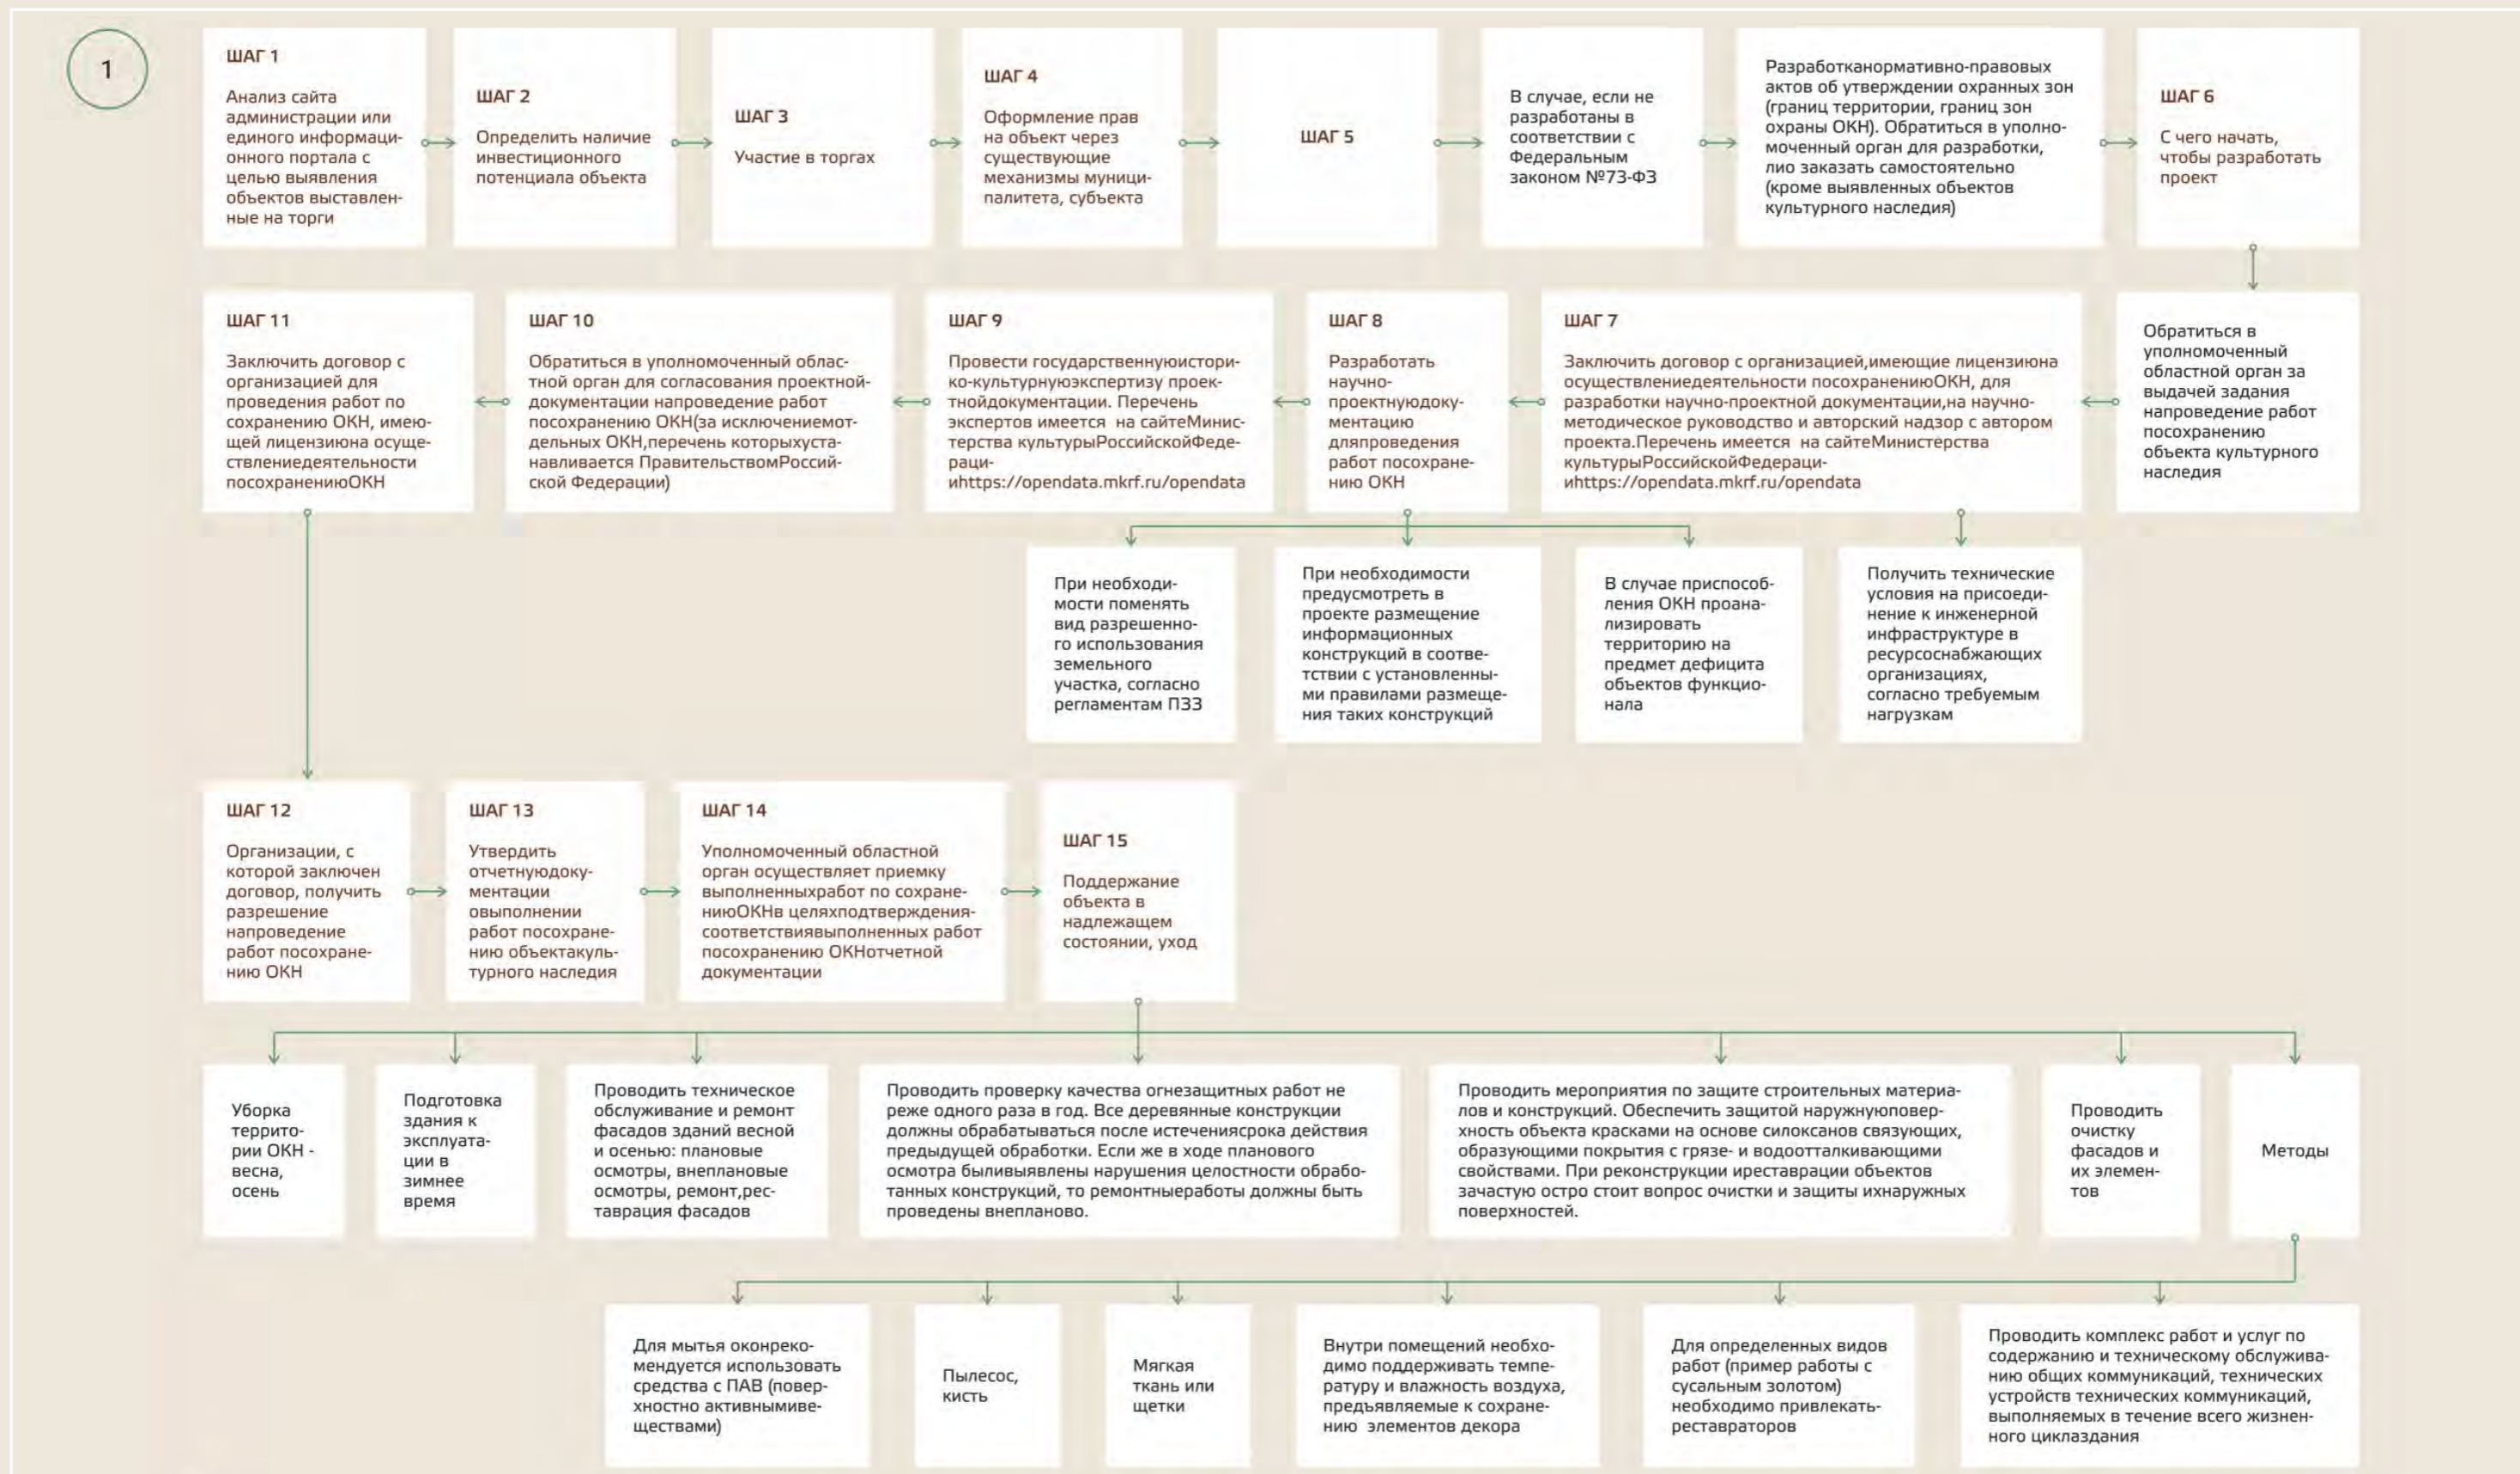 1
ШАГ 1
Анализ сайта
администрации или
единого информаци-
онного портала с
целью выявления
объектов выставлен-
ные на торги
ШАГ 2
Определить наличие
инвестиционного
потенциала объекта
ШАГ 3
Участие в торгах
ШАГ 4
Оформление прав
на объект через
существующие
механизмы муници-
палитета, субъекта
ШАГ 5
В случае, если не
разработаны в
соответствии с
Федеральным
законом №73-ФЗ
Разработканормативно-правовых
актов об утверждении охранных зон
(границ территории, границ зон
охраны ОКН). Обратиться в уполно-
моченный орган для разработки,
лио заказать самостоятельно
(кроме выявленных объектов
культурного наследия)
ШАГ 6
С чего начать,
чтобы разработать
проект
Обратиться в
уполномоченный
областной орган за
выдачей задания
напроведение работ
посохранению
объекта культурного
наследия
ШАГ 7
Заключить договор с организацией,имеющие лицензиюна
осуществлениедеятельности посохранениюОКН, для
разработки научно-проектной документации,на научно-
методическое руководство и авторский надзор с автором
проекта.Перечень имеется на сайтеМинистерства
культурыРоссийскойФедераци-
иhttps://opendata.mkrf.ru/opendata
ШАГ 8
Разработать
научно-
проектнуюдоку-
ментацию
дляпроведения
работ посохране-
нию ОКН
ШАГ 9
Провести государственнуюистори-
ко-культурнуюэкспертизу проек-
тнойдокументации. Перечень
экспертов имеется на сайтеМинис-
терства культурыРоссийскойФеде-
раци-
иhttps://opendata.mkrf.ru/opendata
ШАГ 10
Обратиться в уполномоченный облас-
тной орган для согласования проектной-
документации напроведение работ
посохранению ОКН(за исключениемот-
дельных ОКН,перечень которыхуста-
навливается ПравительствомРоссий-
ской Федерации)
ШАГ 11
Заключить договор с
организацией для
проведения работ по
сохранению ОКН, имею-
щей лицензиюна осуще-
ствлениедеятельности
посохранениюОКН
При необходи-
мости поменять
вид разрешенно-
го использования
земельного
участка, согласно
регламентам ПЗЗ
При необходимости
предусмотреть в
проекте размещение
информационных
конструкций в соотве-
тствии с установленны-
ми правилами размеще-
ния таких конструкций
В случае приспособ-
ления ОКН проана-
лизировать
территорию на
предмет дефицита
объектов функцио-
нала
Получить технические
условия на присоеди-
нение к инженерной
инфраструктуре в
ресурсоснабжающих
организациях,
согласно требуемым
нагрузкам
ШАГ 12
Организации, с
которой заключен
договор, получить
разрешение
напроведение
работ посохране-
нию ОКН
ШАГ 13
Утвердить
отчетнуюдоку-
ментации
овыполнении
работ посохране-
нию объектакуль-
турного наследия
ШАГ 14
Уполномоченный областной
орган осуществляет приемку
выполненныхработ по сохране-
ниюОКНв целяхподтверждения-
соответствиявыполненных работ
посохранению ОКНотчетной
документации
ШАГ 15
Поддержание
объекта в
надлежащем
состоянии, уход
Уборка
террито-
рии ОКН -
весна,
осень
Подготовка
здания к
эксплуата-
ции в
зимнее
время
Проводить техническое
обслуживание и ремонт
фасадов зданий весной
и осенью: плановые
осмотры, внеплановые
осмотры, ремонт,рес-
таврация фасадов
Проводить проверку качества огнезащитных работ не
реже одного раза в год. Все деревянные конструкции
должны обрабатываться после истечениясрока действия
предыдущей обработки. Если же в ходе планового
осмотра быливыявлены нарушения целостности обрабо-
танных конструкций, то ремонтныеработы должны быть
проведены внепланово.
Проводить мероприятия по защите строительных материа-
лов и конструкций. Обеспечить защитой наружнуюповер-
хность объекта красками на основе силоксанов связующих,
образующими покрытия с грязе- и водоотталкивающими
свойствами. При реконструкции иреставрации объектов
зачастую остро стоит вопрос очистки и защиты ихнаружных
поверхностей.
Проводить
очистку
фасадов и
их элемен-
тов
Методы
Для мытья оконреко-
мендуется использовать
средства с ПАВ (повер-
хностно активнымиве-
ществами)
Пылесос,
кисть
Мягкая
ткань или
щетки
Внутри помещений необхо-
димо поддерживать темпе-
ратуру и влажность воздуха,
предъявляемые к сохране-
нию элементов декора
Для определенных видов
работ (пример работы с
сусальным золотом)
необходимо привлекать-
реставраторов
Проводить комплекс работ и услуг по
содержанию и техническому обслужива-
нию общих коммуникаций, технических
устройств технических коммуникаций,
выполняемых в течение всего жизнен-
ного циклаздания